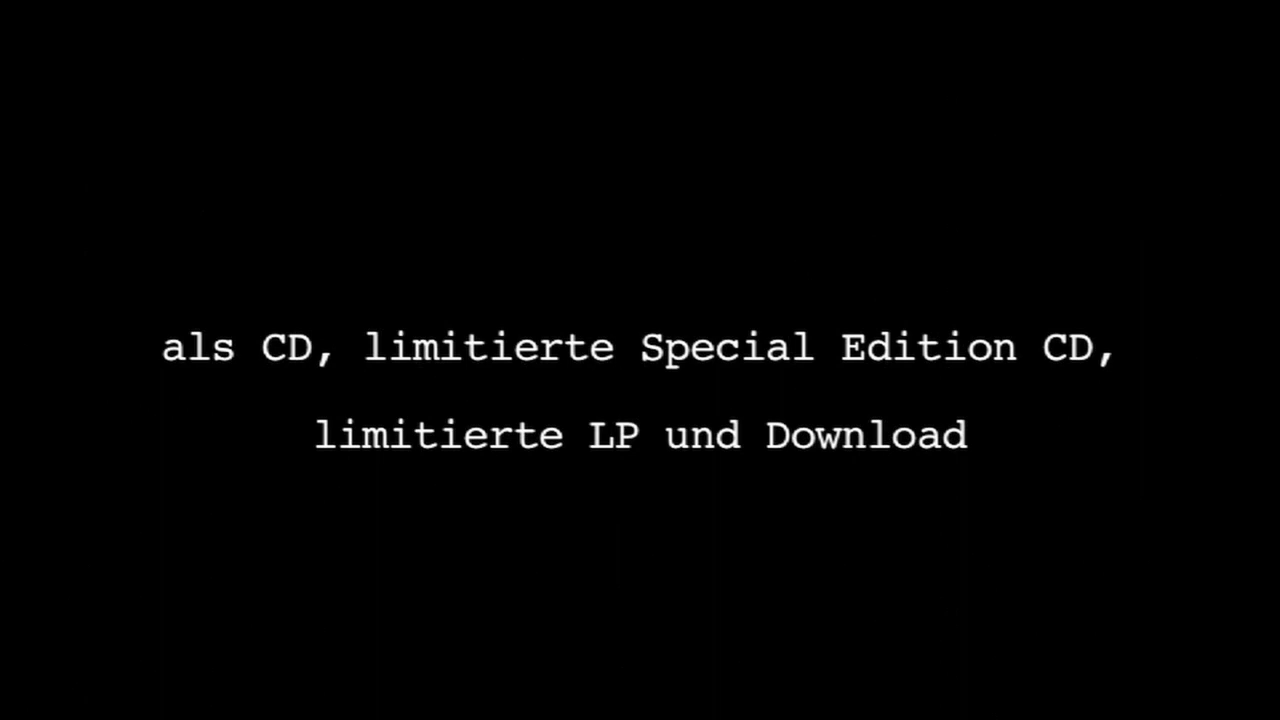 als CD, limitierte Special Edition CD,
limitierte LP und Download